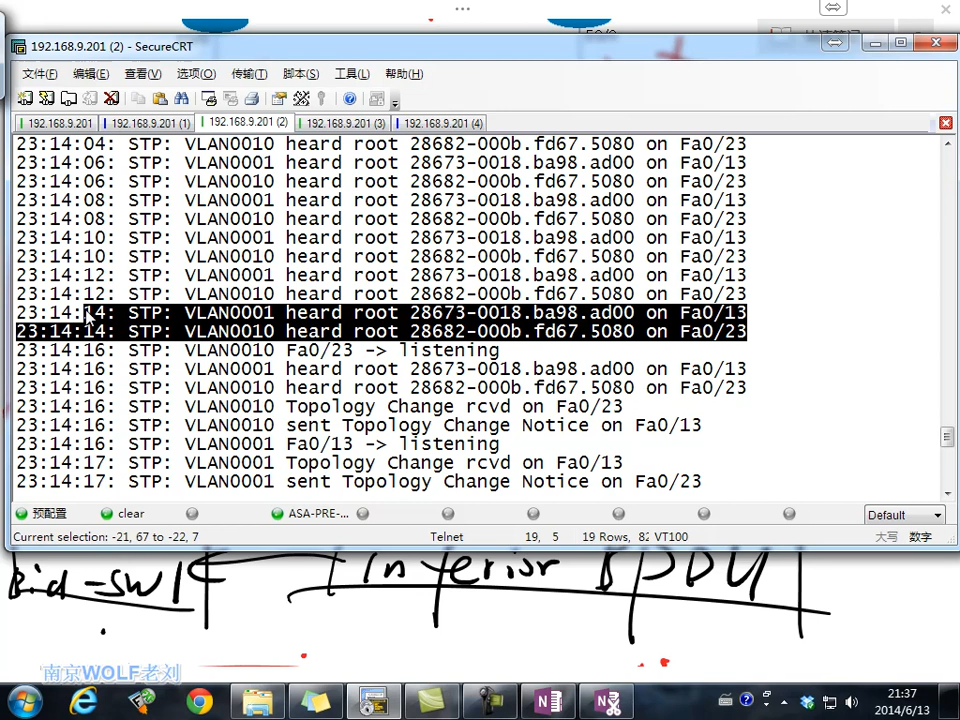 192.168.9.201 (2) - SecureCRT
文件(F) 编辑(E) 查看(V) 选项(O) 传输(T) 脚本(S) 工具(L) 帮助(H)
192.168.9.201 192.168.9.201 (1) 192.168.9.201 (2) 192.168.9.201 (3) 192.168.9.201 (4)
23:14:04: STP: VLAN0010 heard root 28682-000b.fd67.5080 on Fa0/23
23:14:06: STP: VLAN0001 heard root 28673-0018.ba98.ad00 on Fa0/13
23:14:06: STP: VLAN0010 heard root 28682-000b.fd67.5080 on Fa0/23
23:14:08: STP: VLAN0001 heard root 28673-0018.ba98.ad00 on Fa0/13
23:14:08: STP: VLAN0010 heard root 28682-000b.fd67.5080 on Fa0/23
23:14:10: STP: VLAN0001 heard root 28673-0018.ba98.ad00 on Fa0/13
23:14:10: STP: VLAN0010 heard root 28682-000b.fd67.5080 on Fa0/23
23:14:12: STP: VLAN0001 heard root 28673-0018.ba98.ad00 on Fa0/13
23:14:12: STP: VLAN0010 heard root 28682-000b.fd67.5080 on Fa0/23
23:14:14: STP: VLAN0001 heard root 28673-0018.ba98.ad00 on Fa0/13
23:14:14: STP: VLAN0010 heard root 28682-000b.fd67.5080 on Fa0/23
23:14:16: STP: VLAN0010 Fa0/23 -> listening
23:14:16: STP: VLAN0001 heard root 28673-0018.ba98.ad00 on Fa0/13
23:14:16: STP: VLAN0010 heard root 28682-000b.fd67.5080 on Fa0/23
23:14:16: STP: VLAN0010 Topology Change rcvd on Fa0/23
23:14:16: STP: VLAN0010 sent Topology Change Notice on Fa0/13
23:14:16: STP: VLAN0001 Fa0/13 -> listening
23:14:17: STP: VLAN0001 Topology Change rcvd on Fa0/13
23:14:17: STP: VLAN0001 sent Topology Change Notice on Fa0/23
预配置 clear ASA-PRE-... Default
Current selection: -21, 67 to -22, 7 Telnet 19, 5 19 Rows, 82 VT100 大写 数字
Bid=SW1 Inferior BPDU
南京WOLF老刘
21:37
2014/6/13